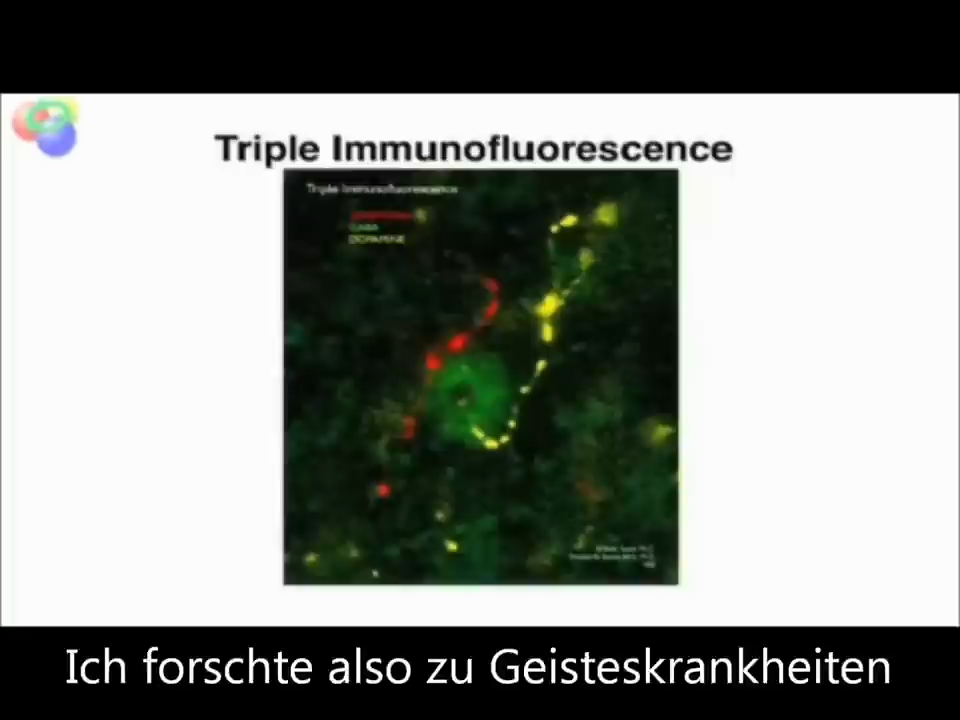 Triple Immunofluorescence
Triple Immunofluorescence
GABA
DOPAMINE
Ich forschte also zu Geisteskrankheiten